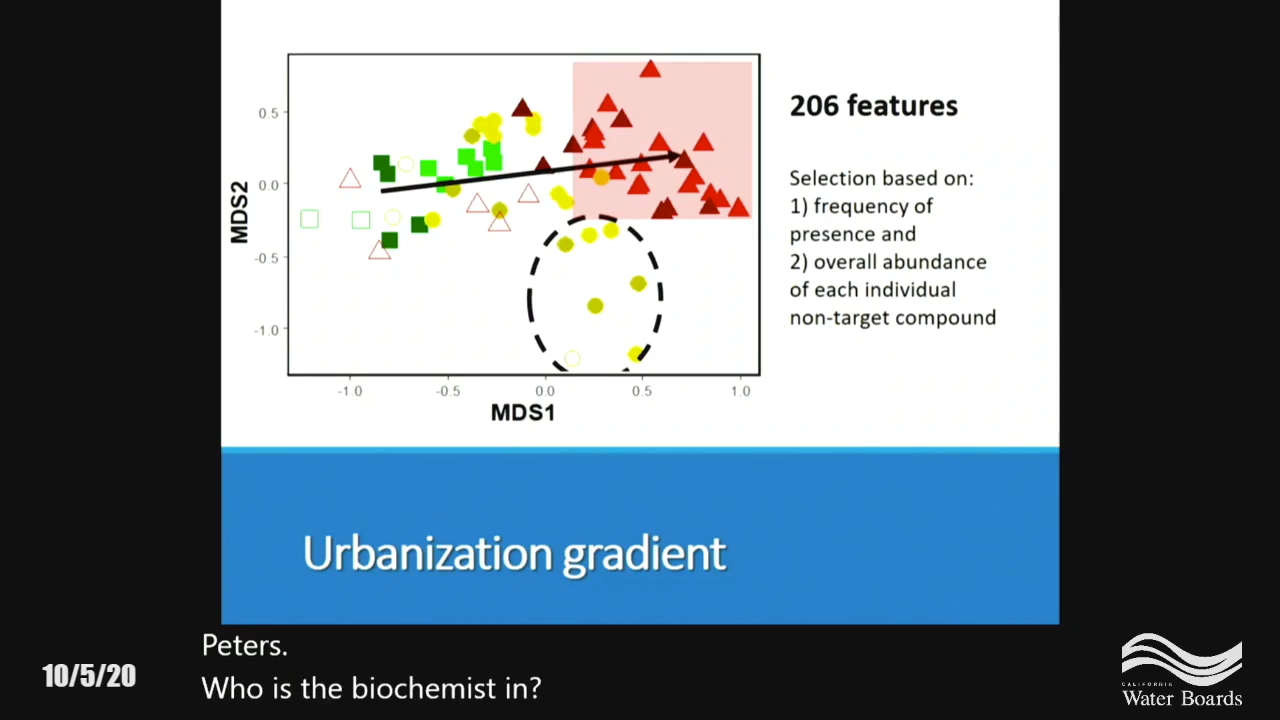 0.5
0.0
-0.5
-1.0
MDS2
-1.0 -0.5 0.0 0.5 1.0
MDS1
206 features
Selection based on:
1) frequency of
presence and
2) overall abundance
of each individual
non-target compound
Urbanization gradient
Peters.
Who is the biochemist in?
10/5/20
CALIFORNIA
Water Boards